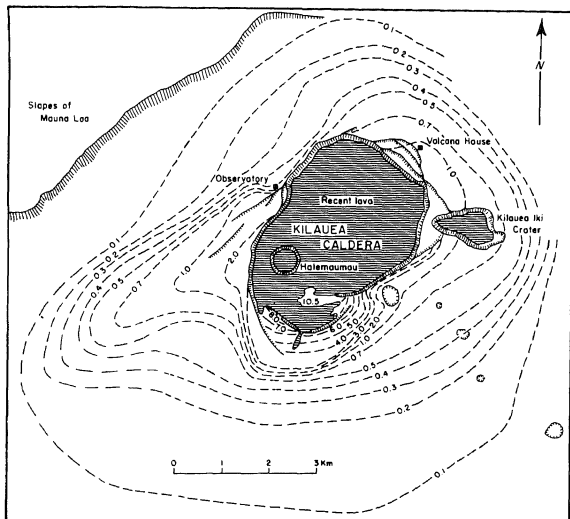 0.1
0.2
0.3
0.4
0.5
0.7
N
Slopes of
Mauna Loa
Volcano House
Observatory
Recent lava
Kilauea Iki
Crater
KILAUEA
CALDERA
Halemaumau
0.1
0.2
0.3
0.4
0.5
0.7
1.0
2.0
10.5
0.5
0.4
0.3
0.2
0.1
0 1 2 3 Km